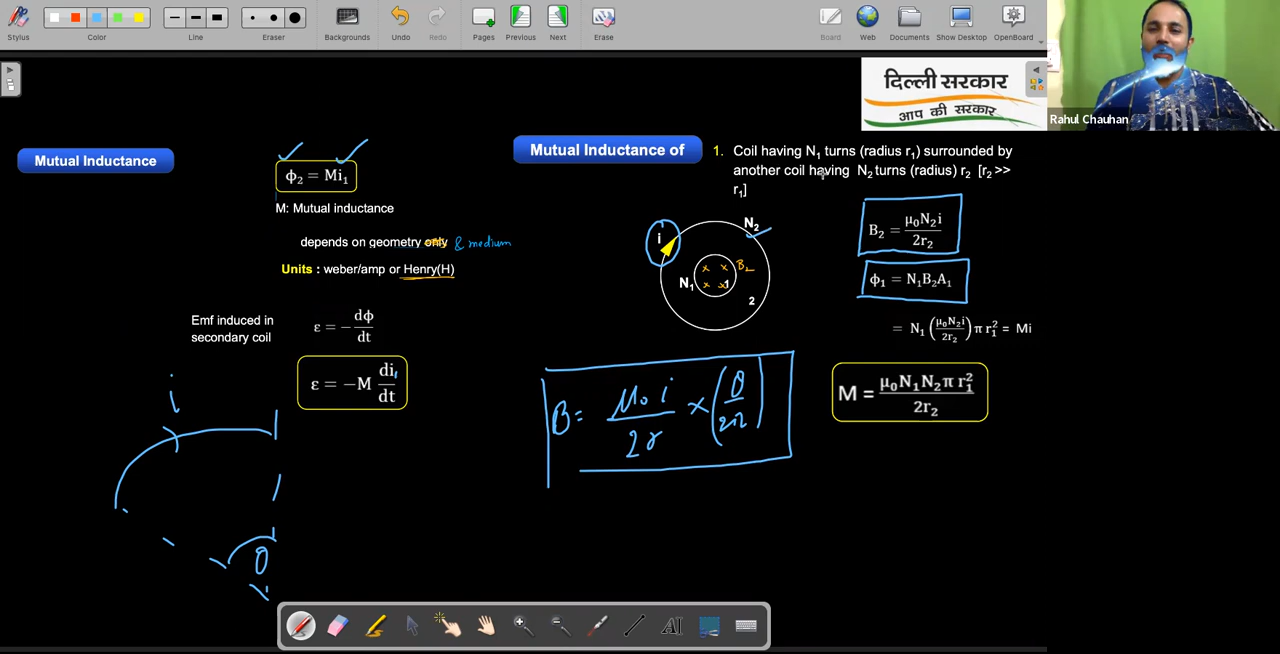 Stylus
Color
Line
Eraser
Backgrounds
Undo
Redo
Pages
Previous
Next
Erase
Board
Web
Documents
Show Desktop
OpenBoard
दिल्ली सरकार
आप की सरकार
Rahul Chauhan
Mutual Inductance
ϕ₂ = Mi₁
M: Mutual inductance
depends on geometry only & medium
Units : weber/amp or Henry(H)
Emf induced in
secondary coil
ε = − dϕ/dt
ε = −M di₁/dt
i
θ
Mutual Inductance of
1. Coil having N₁ turns (radius r₁) surrounded by
another coil having N₂ turns (radius) r₂ [r₂ >>
r₁]
N₂
i
B₂
N₁
1
2
B₂ = μ₀N₂i/2r₂
ϕ₁ = N₁B₂A₁
= N₁ (μ₀N₂i/2r₂) π r₁² = Mi
M = μ₀N₁N₂π r₁²/2r₂
B = μ₀ i/2r × (θ/2π)
AI